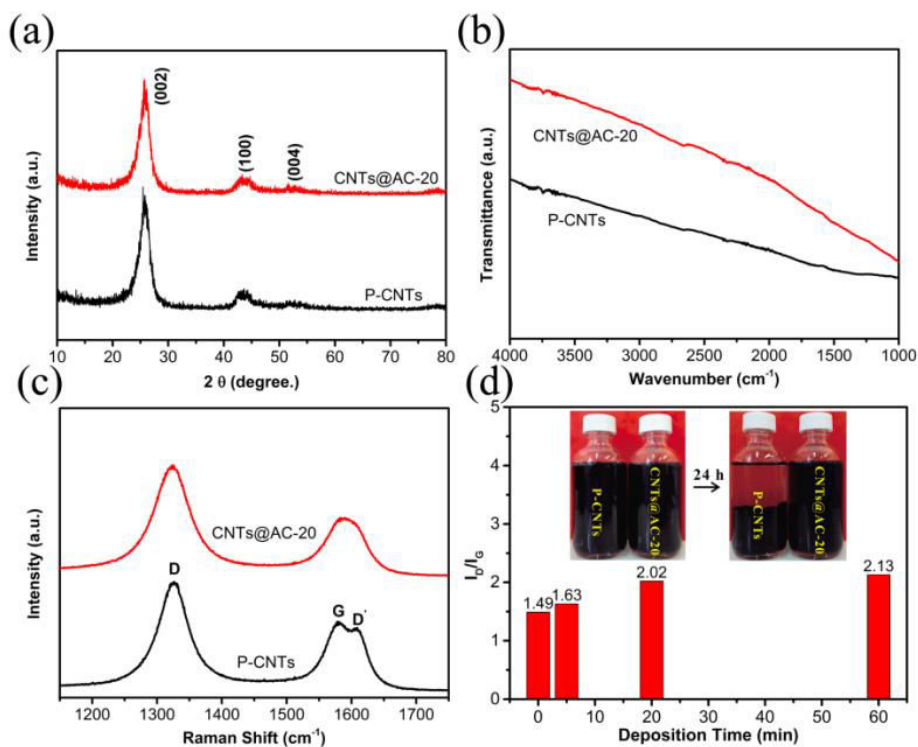 (a)
(002)
(100)
(004)
CNTs@AC-20
P-CNTs
Intensity (a.u.)
10 20 30 40 50 60 70 80
2 θ (degree.)
(b)
CNTs@AC-20
P-CNTs
Transmittance (a.u.)
4000 3500 3000 2500 2000 1500 1000
Wavenumber (cm⁻¹)
(c)
CNTs@AC-20
D
G
D'
P-CNTs
Intensity (a.u.)
1200 1300 1400 1500 1600 1700
Raman Shift (cm⁻¹)
(d)
5
4
3
2
1
0
I_D/I_G
P-CNTs
CNTs@AC-20
24 h
P-CNTs
CNTs@AC-20
1.49
1.63
2.02
2.13
0 10 20 30 40 50 60
Deposition Time (min)